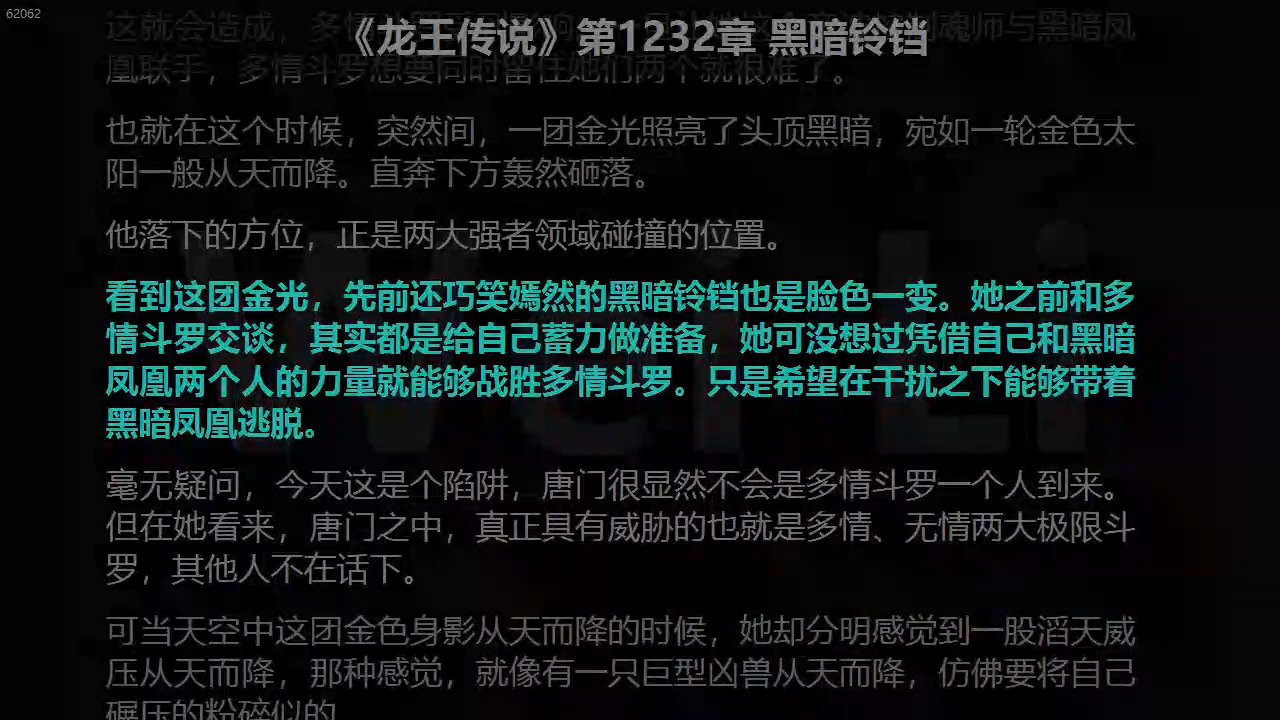 62062
《龙王传说》第1232章 黑暗铃铛
这就会造成，多情斗罗
魂师与黑暗凤
凰联手，多情斗罗想要同时留住她们两个就很难了。
也就在这个时候，突然间，一团金光照亮了头顶黑暗，宛如一轮金色太
阳一般从天而降。直奔下方轰然砸落。
他落下的方位，正是两大强者领域碰撞的位置。
看到这团金光，先前还巧笑嫣然的黑暗铃铛也是脸色一变。她之前和多
情斗罗交谈，其实都是给自己蓄力做准备，她可没想过凭借自己和黑暗
凤凰两个人的力量就能够战胜多情斗罗。只是希望在干扰之下能够带着
黑暗凤凰逃脱。
毫无疑问，今天这是个陷阱，唐门很显然不会是多情斗罗一个人到来。
但在她看来，唐门之中，真正具有威胁的也就是多情、无情两大极限斗
罗，其他人不在话下。
可当天空中这团金色身影从天而降的时候，她却分明感觉到一股滔天威
压从天而降，那种感觉，就像有一只巨型凶兽从天而降，仿佛要将自己
碾压的粉碎似的